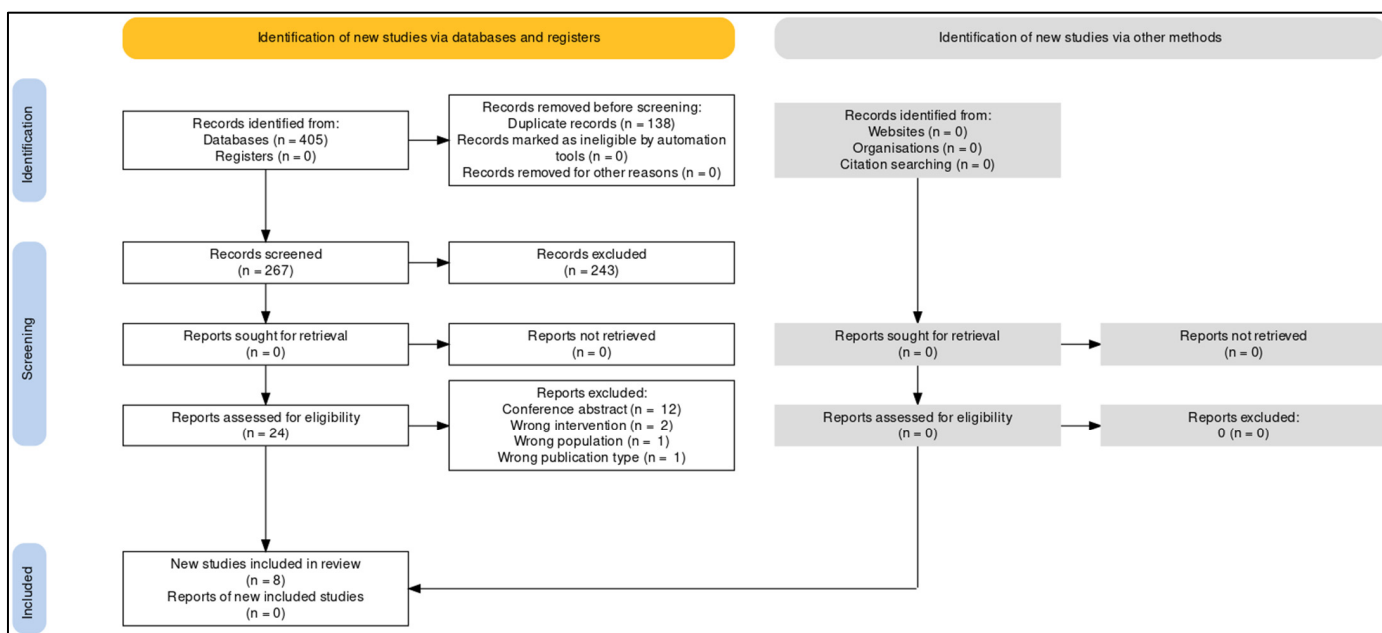 Identification of new studies via databases and registers
Identification of new studies via other methods
Identification
Records identified from:
Databases (n = 405)
Registers (n = 0)
Records removed before screening:
Duplicate records (n = 138)
Records marked as ineligible by automation
tools (n = 0)
Records removed for other reasons (n = 0)
Records identified from:
Websites (n = 0)
Organisations (n = 0)
Citation searching (n = 0)
Screening
Records screened
(n = 267)
Records excluded
(n = 243)
Reports sought for retrieval
(n = 0)
Reports not retrieved
(n = 0)
Reports sought for retrieval
(n = 0)
Reports not retrieved
(n = 0)
Reports assessed for eligibility
(n = 24)
Reports excluded:
Conference abstract (n = 12)
Wrong intervention (n = 2)
Wrong population (n = 1)
Wrong publication type (n = 1)
Reports assessed for eligibility
(n = 0)
Reports excluded:
0 (n = 0)
Included
New studies included in review
(n = 8)
Reports of new included studies
(n = 0)